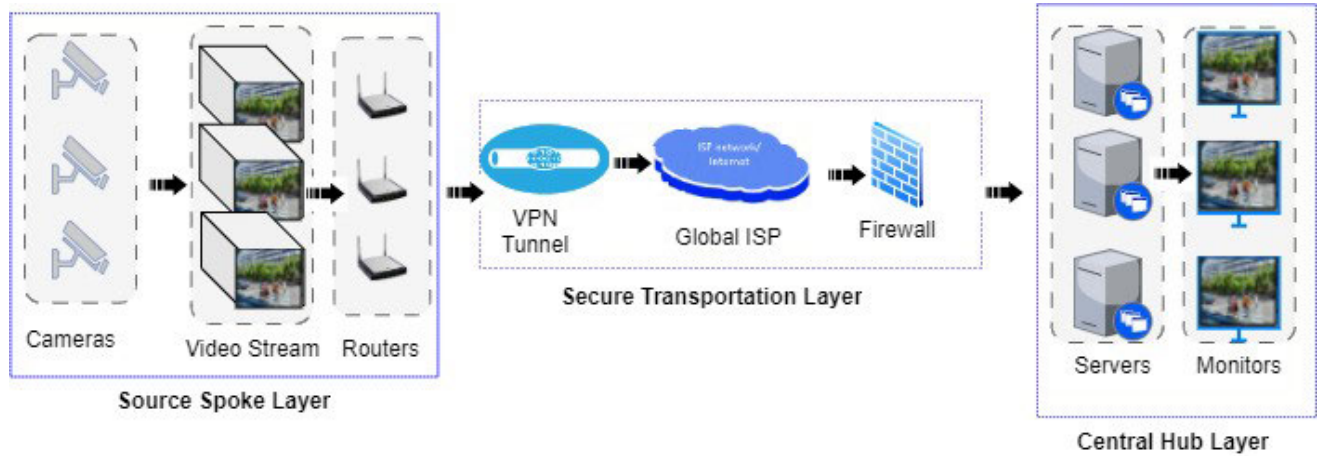 Cameras
Video Stream
Routers
Source Spoke Layer
VPN
Tunnel
ISP network/
Internet
Global ISP
Firewall
Secure Transportation Layer
Servers
Monitors
Central Hub Layer